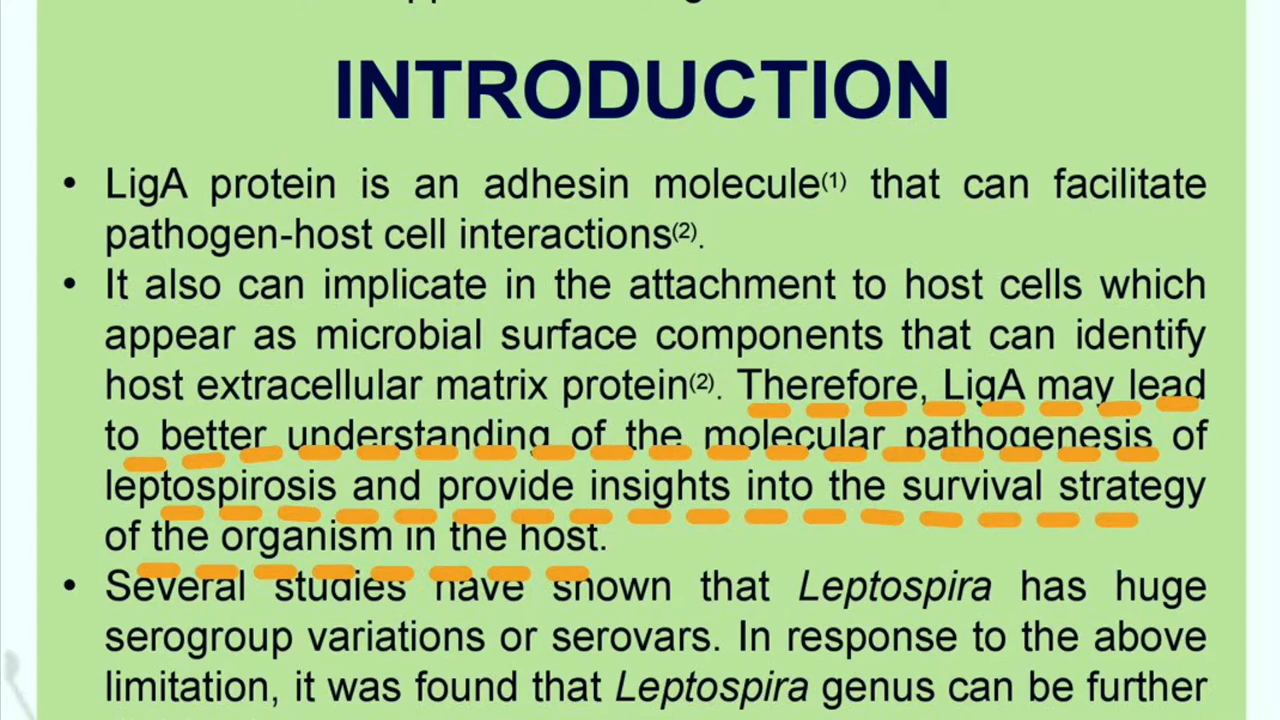 INTRODUCTION
• LigA protein is an adhesin molecule(1) that can facilitate
pathogen-host cell interactions(2).
• It also can implicate in the attachment to host cells which
appear as microbial surface components that can identify
host extracellular matrix protein(2). Therefore, LigA may lead
to better understanding of the molecular pathogenesis of
leptospirosis and provide insights into the survival strategy
of the organism in the host.
• Several studies have shown that Leptospira has huge
serogroup variations or serovars. In response to the above
limitation, it was found that Leptospira genus can be further